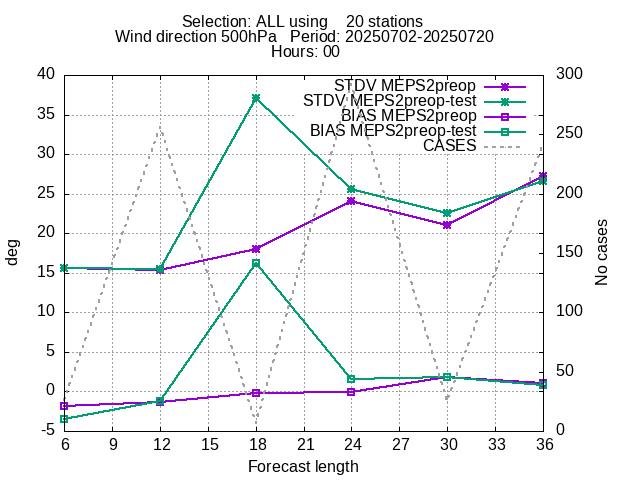 Selection: ALL using    20 stations
Wind direction 500hPa   Period: 20250702-20250720
Hours: 00
STDV MEPS2preop
STDV MEPS2preop-test
BIAS MEPS2preop
BIAS MEPS2preop-test
CASES
40
35
30
25
20
15
10
5
0
-5
deg
300
250
200
150
100
50
0
No cases
6 9 12 15 18 21 24 27 30 33 36
Forecast length